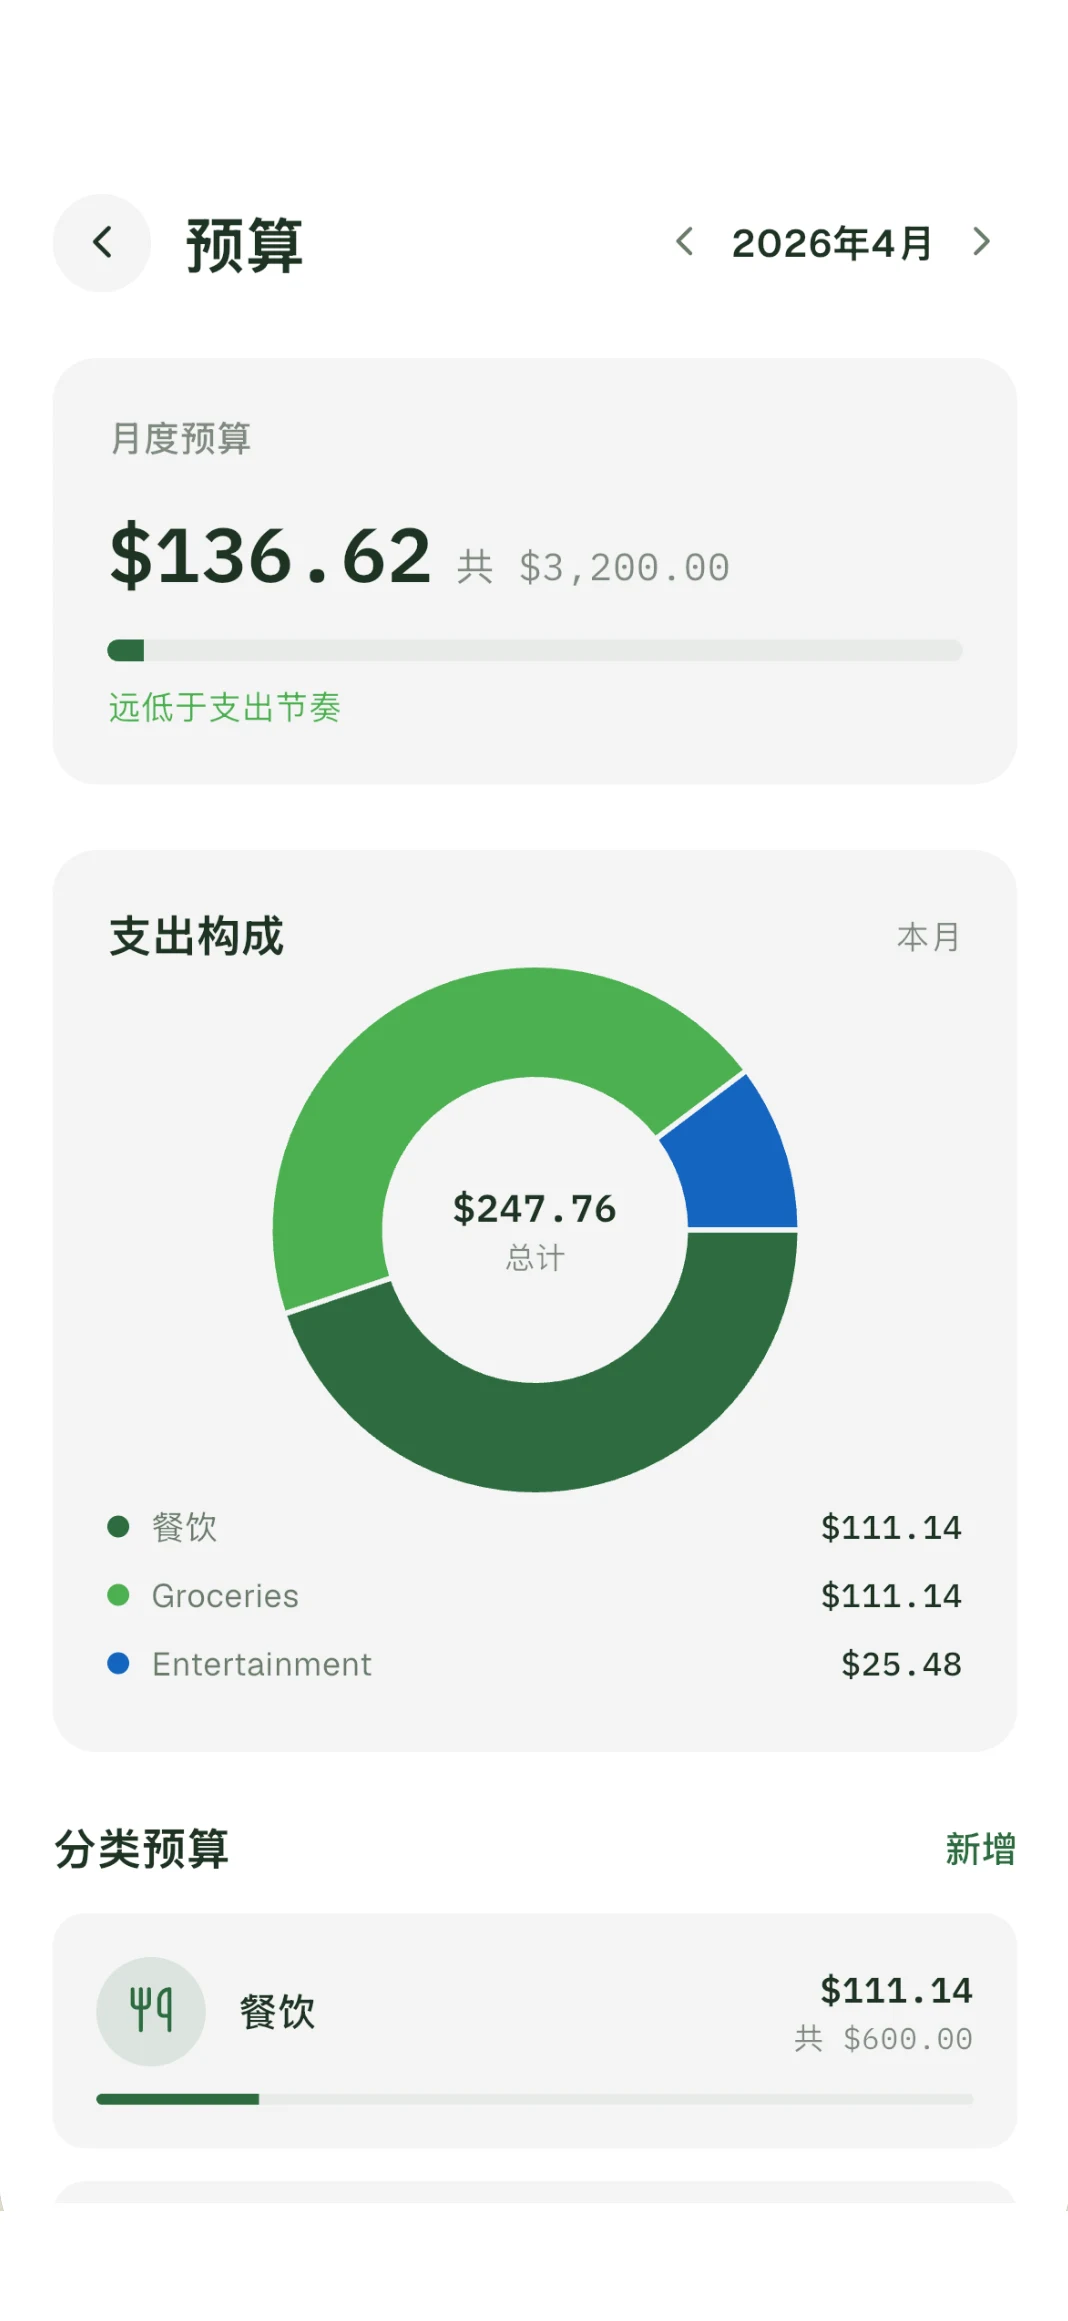 预算
2026年4月
月度预算
$136.62 共 $3,200.00
远低于支出节奏
支出构成
本月
$247.76
总计
餐饮 $111.14
Groceries $111.14
Entertainment $25.48
分类预算
新增
餐饮
$111.14
共 $600.00